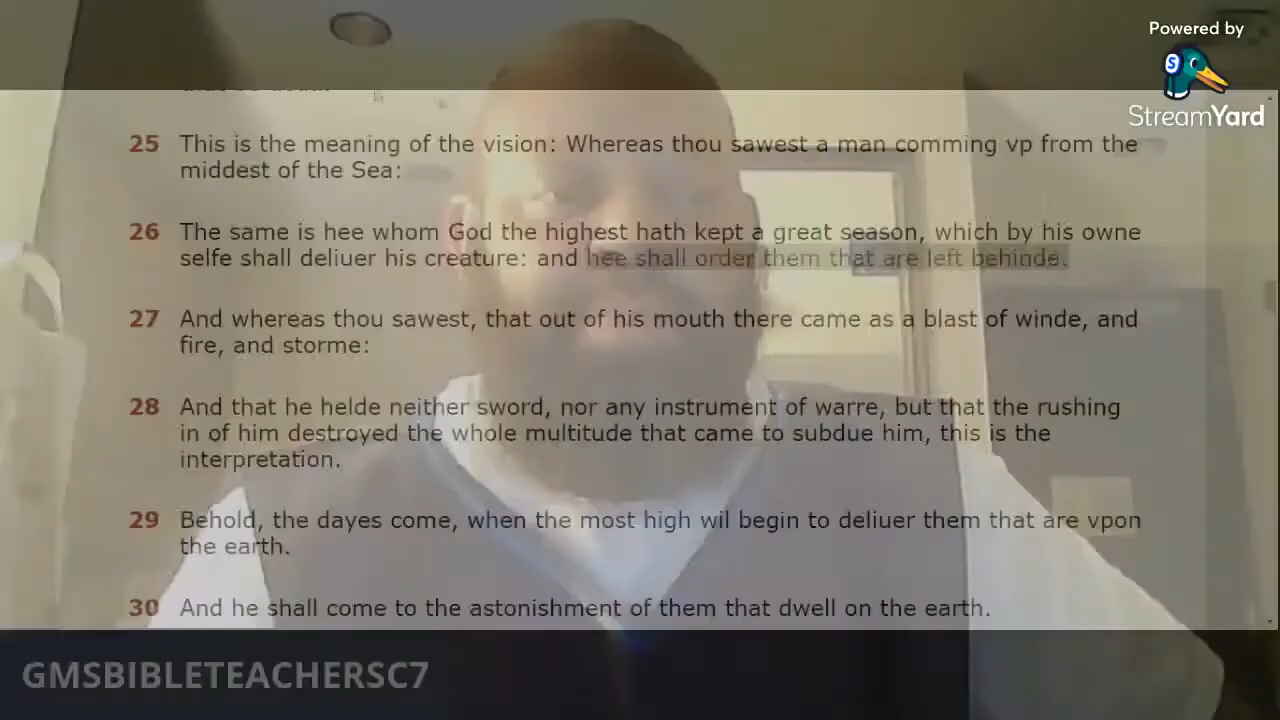 Powered by
StreamYard
25 This is the meaning of the vision: Whereas thou sawest a man comming vp from the
middest of the Sea:
26 The same is hee whom God the highest hath kept a great season, which by his owne
selfe shall deliuer his creature: and hee shall order them that are left behinde.
27 And whereas thou sawest, that out of his mouth there came as a blast of winde, and
fire, and storme:
28 And that he helde neither sword, nor any instrument of warre, but that the rushing
in of him destroyed the whole multitude that came to subdue him, this is the
interpretation.
29 Behold, the dayes come, when the most high wil begin to deliuer them that are vpon
the earth.
30 And he shall come to the astonishment of them that dwell on the earth.
GMSBIBLETEACHERSC7